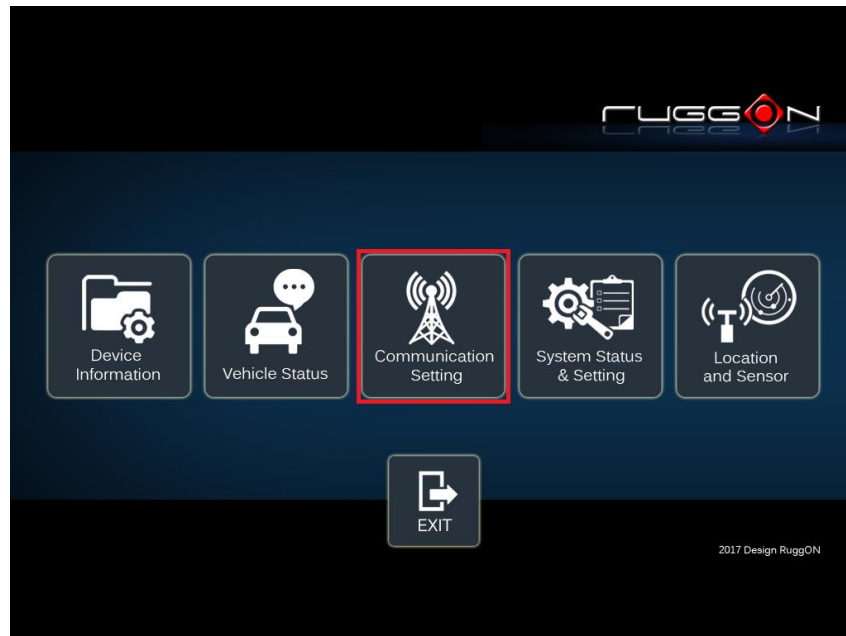 ruggON
Device
Information
Vehicle Status
Communication
Setting
System Status
& Setting
Location
and Sensor
EXIT
2017 Design RuggON